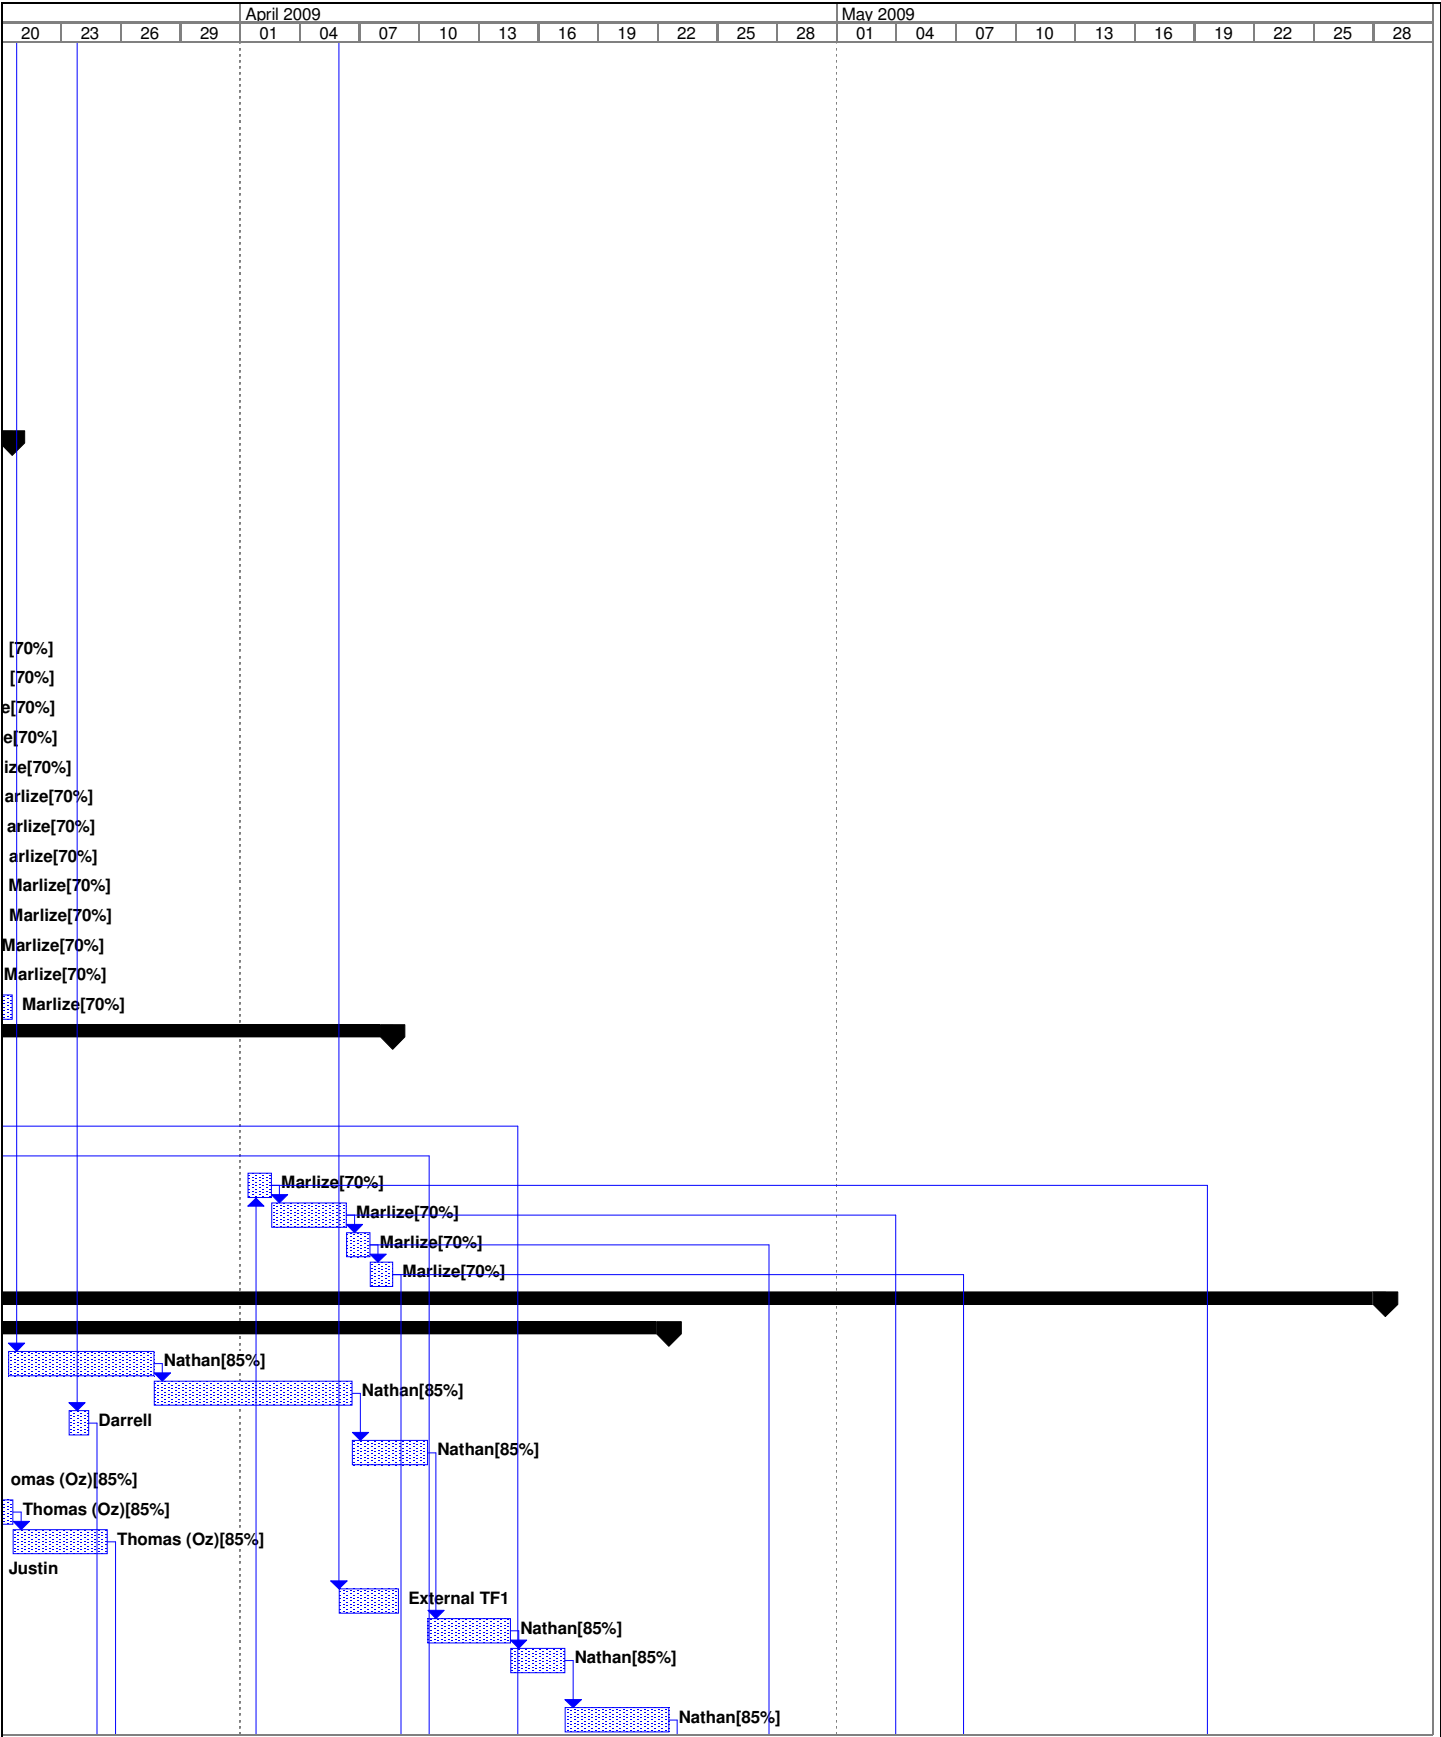 April 2009 May 2009
20 23 26 29 01 04 07 10 13 16 19 22 25 28 01 04 07 10 13 16 19 22 25 28
[70%]
[70%]
e[70%]
e[70%]
ize[70%]
arlize[70%]
arlize[70%]
arlize[70%]
Marlize[70%]
Marlize[70%]
Marlize[70%]
Marlize[70%]
Marlize[70%]
Marlize[70%]
Marlize[70%]
Marlize[70%]
Marlize[70%]
Nathan[85%]
Nathan[85%]
Darrell
Nathan[85%]
omas (Oz)[85%]
Thomas (Oz)[85%]
Thomas (Oz)[85%]
Justin
External TF1
Nathan[85%]
Nathan[85%]
Nathan[85%]